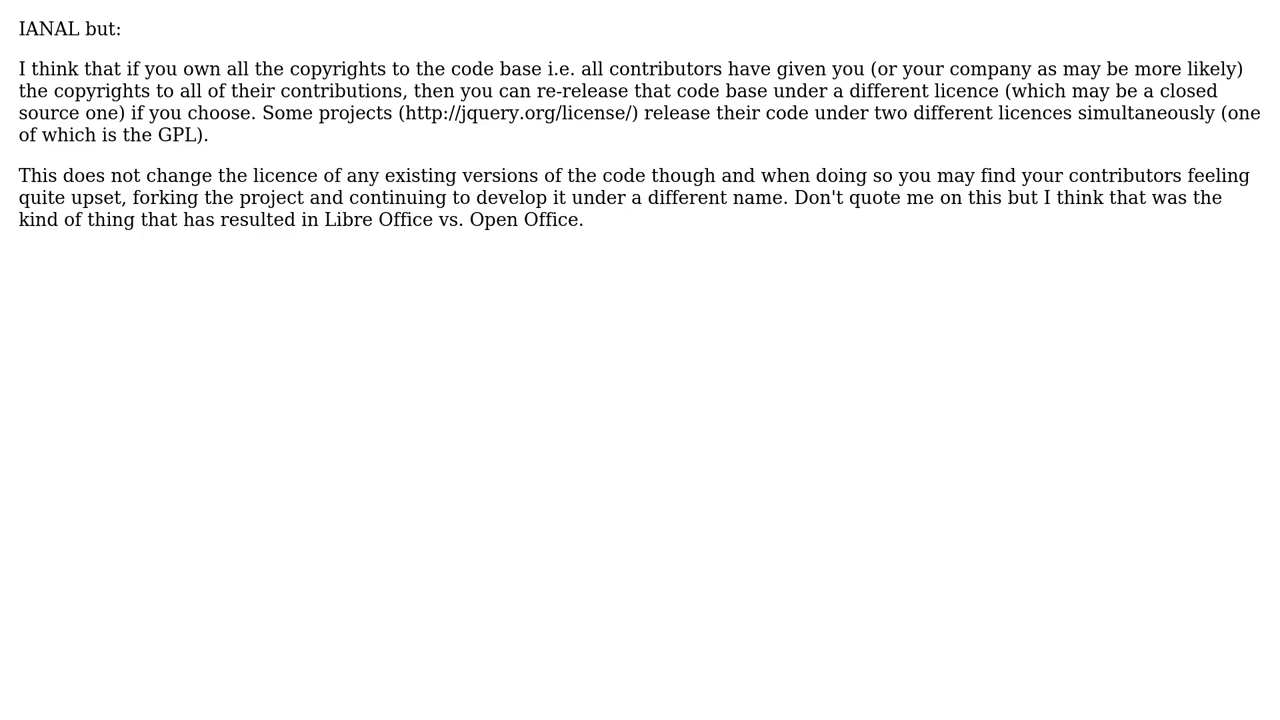 IANAL but:
I think that if you own all the copyrights to the code base i.e. all contributors have given you (or your company as may be more likely)
the copyrights to all of their contributions, then you can re-release that code base under a different licence (which may be a closed
source one) if you choose. Some projects (http://jquery.org/license/) release their code under two different licences simultaneously (one
of which is the GPL).
This does not change the licence of any existing versions of the code though and when doing so you may find your contributors feeling
quite upset, forking the project and continuing to develop it under a different name. Don't quote me on this but I think that was the
kind of thing that has resulted in Libre Office vs. Open Office.